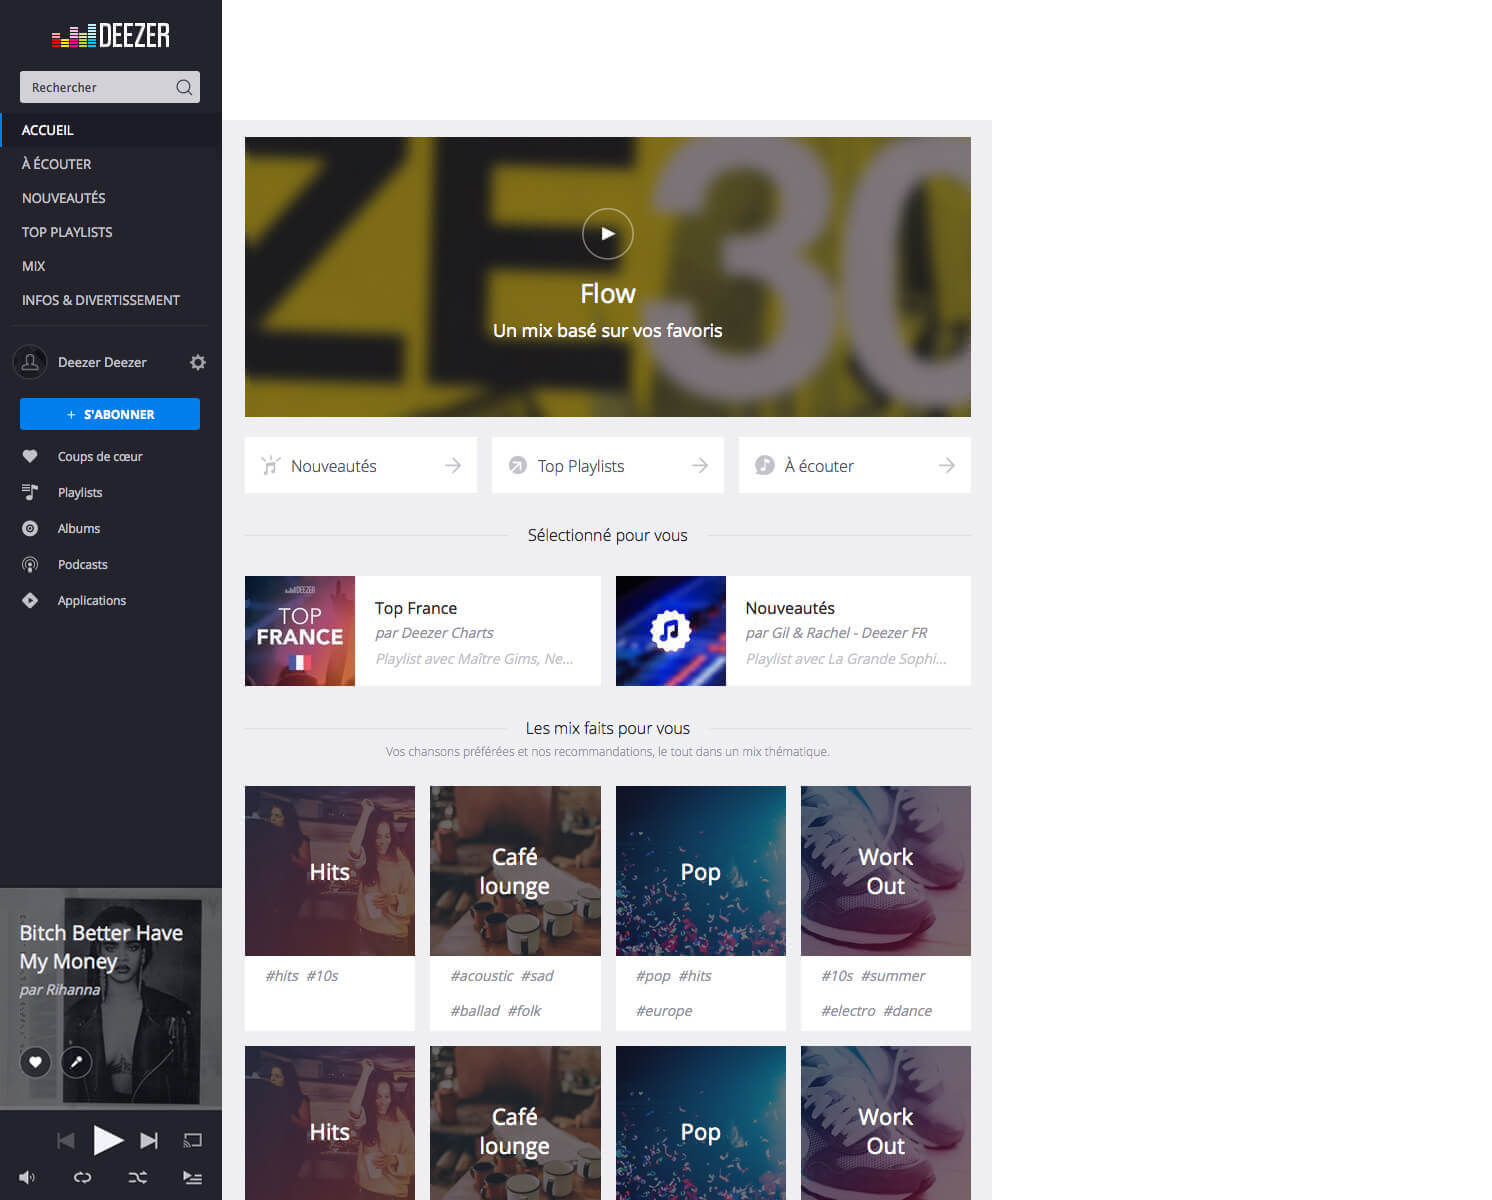 DEEZER
Rechercher
ACCUEIL
À ÉCOUTER
NOUVEAUTÉS
TOP PLAYLISTS
MIX
INFOS & DIVERTISSEMENT
Deezer Deezer
+ S'ABONNER
Coups de cœur
Playlists
Albums
Podcasts
Applications
Bitch Better Have
My Money
par Rihanna
ZE30
Flow
Un mix basé sur vos favoris
Nouveautés
Top Playlists
À écouter
Sélectionné pour vous
DEEZER
TOP
FRANCE
Top France
par Deezer Charts
Playlist avec Maître Gims, Ne...
Nouveautés
par Gil & Rachel - Deezer FR
Playlist avec La Grande Sophi...
Les mix faits pour vous
Vos chansons préférées et nos recommandations, le tout dans un mix thématique.
Hits
#hits #10s
Café
lounge
#acoustic #sad
#ballad #folk
Pop
#pop #hits
#europe
Work
Out
#10s #summer
#electro #dance
Hits
Café
lounge
Pop
Work
Out